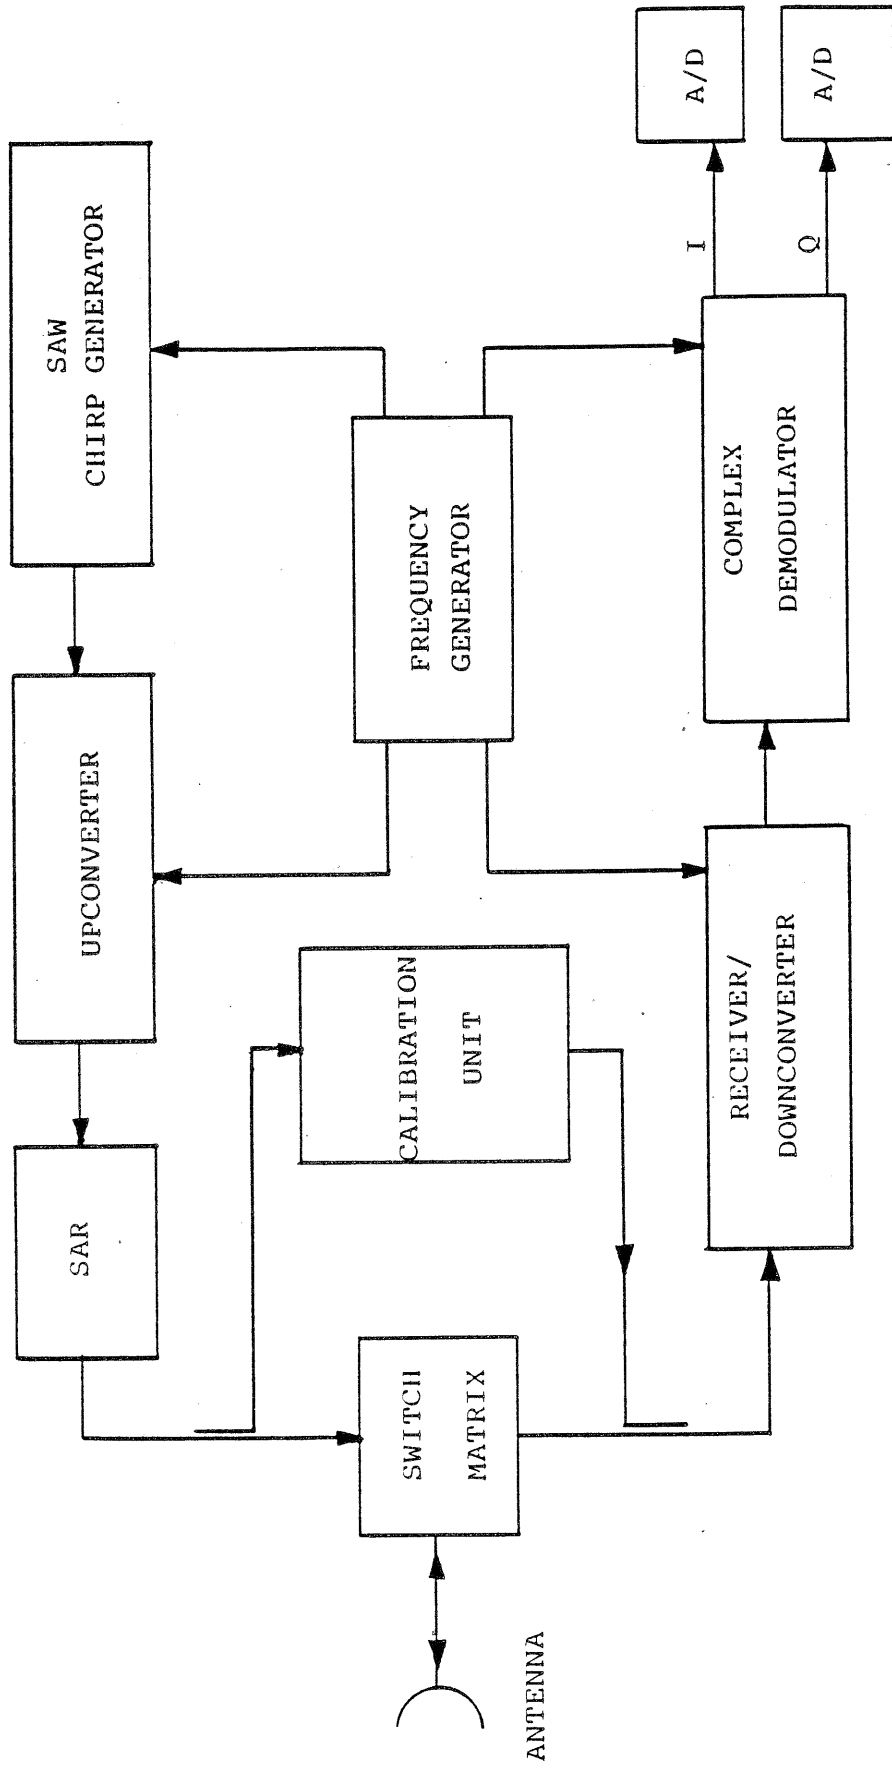 SAW
CHIRP GENERATOR
UPCONVERTER
SAR
FREQUENCY
GENERATOR
CALIBRATION
UNIT
SWITCH
MATRIX
ANTENNA
RECEIVER/
DOWNCONVERTER
COMPLEX
DEMODULATOR
I
Q
A/D
A/D